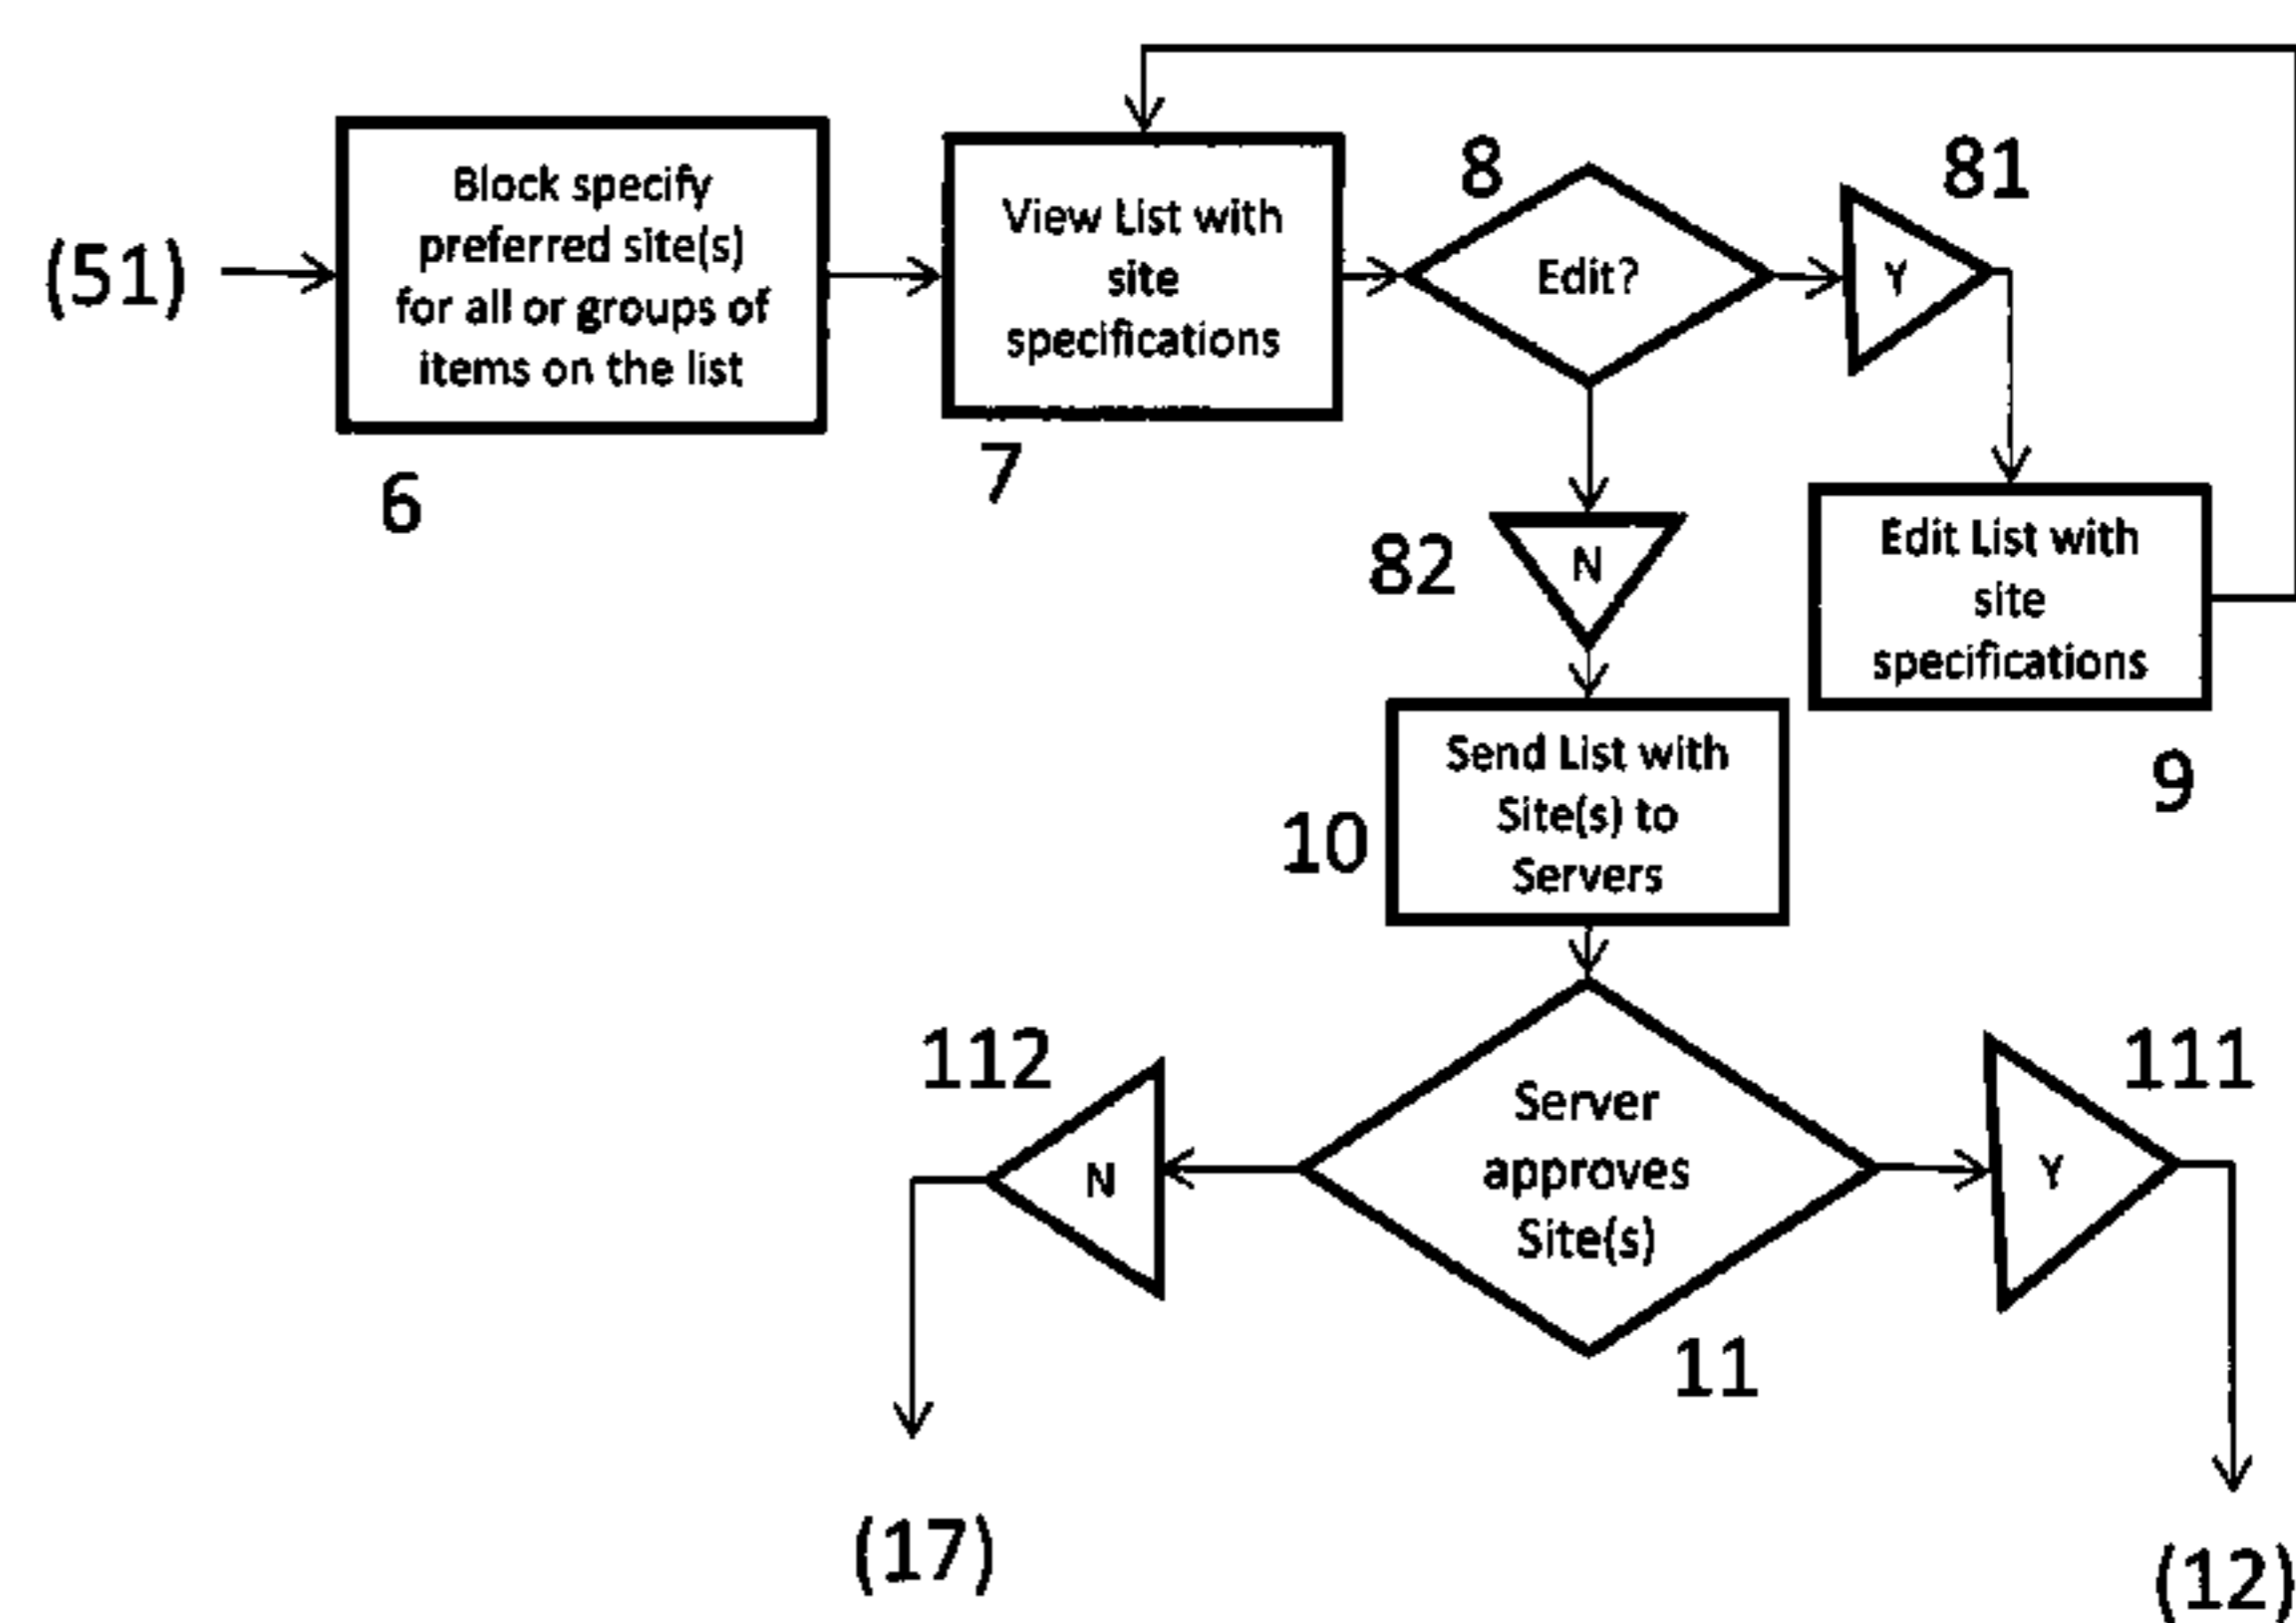 (51)
Block specify
preferred site(s)
for all or groups of
items on the list
6
View List with
site
specifications
7
8
Edit?
81
Y
82
N
Edit List with
site
specifications
9
Send List with
Site(s) to
Servers
10
Server
approves
Site(s)
11
112
N
111
Y
(17)
(12)